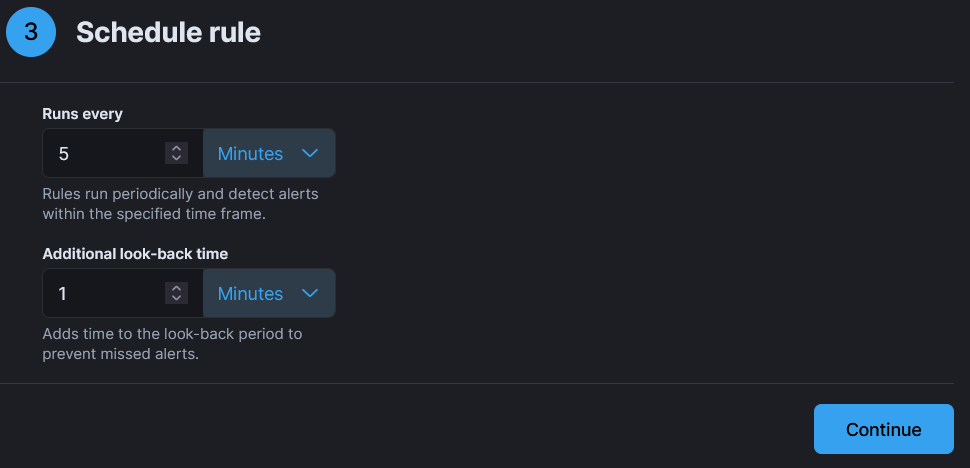 3
Schedule rule
Runs every
5
Minutes
Rules run periodically and detect alerts
within the specified time frame.
Additional look-back time
1
Minutes
Adds time to the look-back period to
prevent missed alerts.
Continue